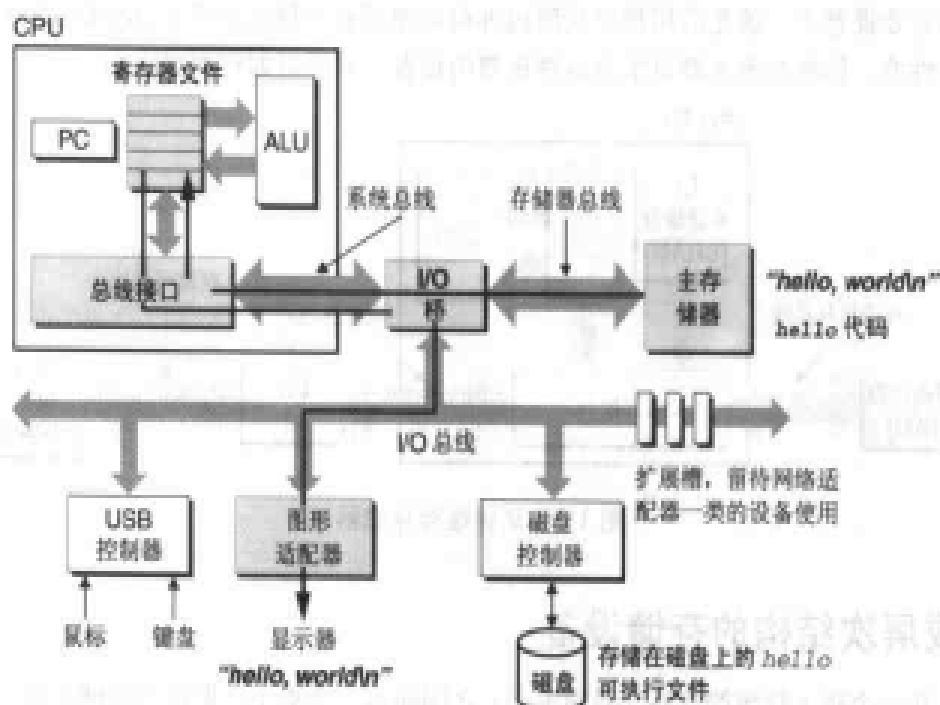 CPU
寄存器文件
PC
ALU
系统总线
存储器总线
总线接口
I/O
桥
主存
储器
"hello, world\n"
hello 代码
I/O 总线
扩展槽，留待网络适
配器一类的设备使用
USB
控制器
图形
适配器
磁盘
控制器
鼠标
键盘
显示器
"hello, world\n"
磁盘
存储在磁盘上的 hello
可执行文件